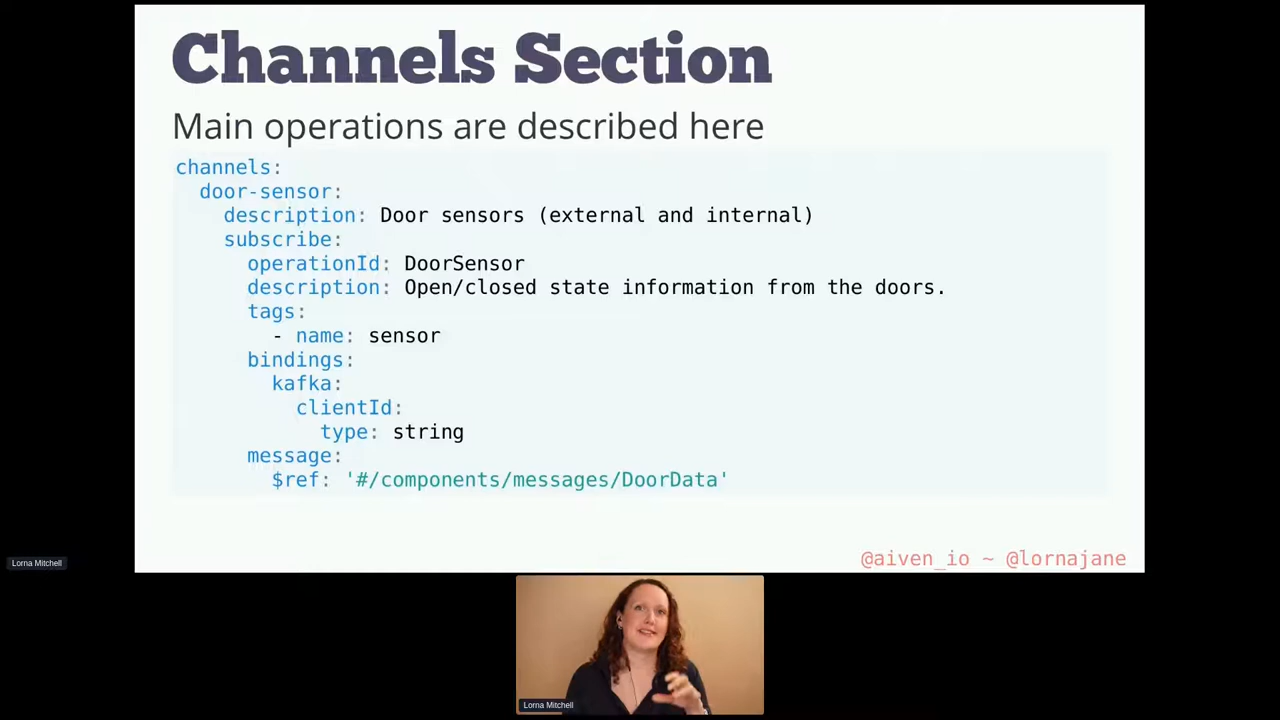 Channels Section
Main operations are described here
channels:
  door-sensor:
    description: Door sensors (external and internal)
    subscribe:
      operationId: DoorSensor
      description: Open/closed state information from the doors.
      tags:
        - name: sensor
      bindings:
        kafka:
          clientId:
            type: string
      message:
        $ref: '#/components/messages/DoorData'
@aiven_io ~ @lornajane
Lorna Mitchell
Lorna Mitchell